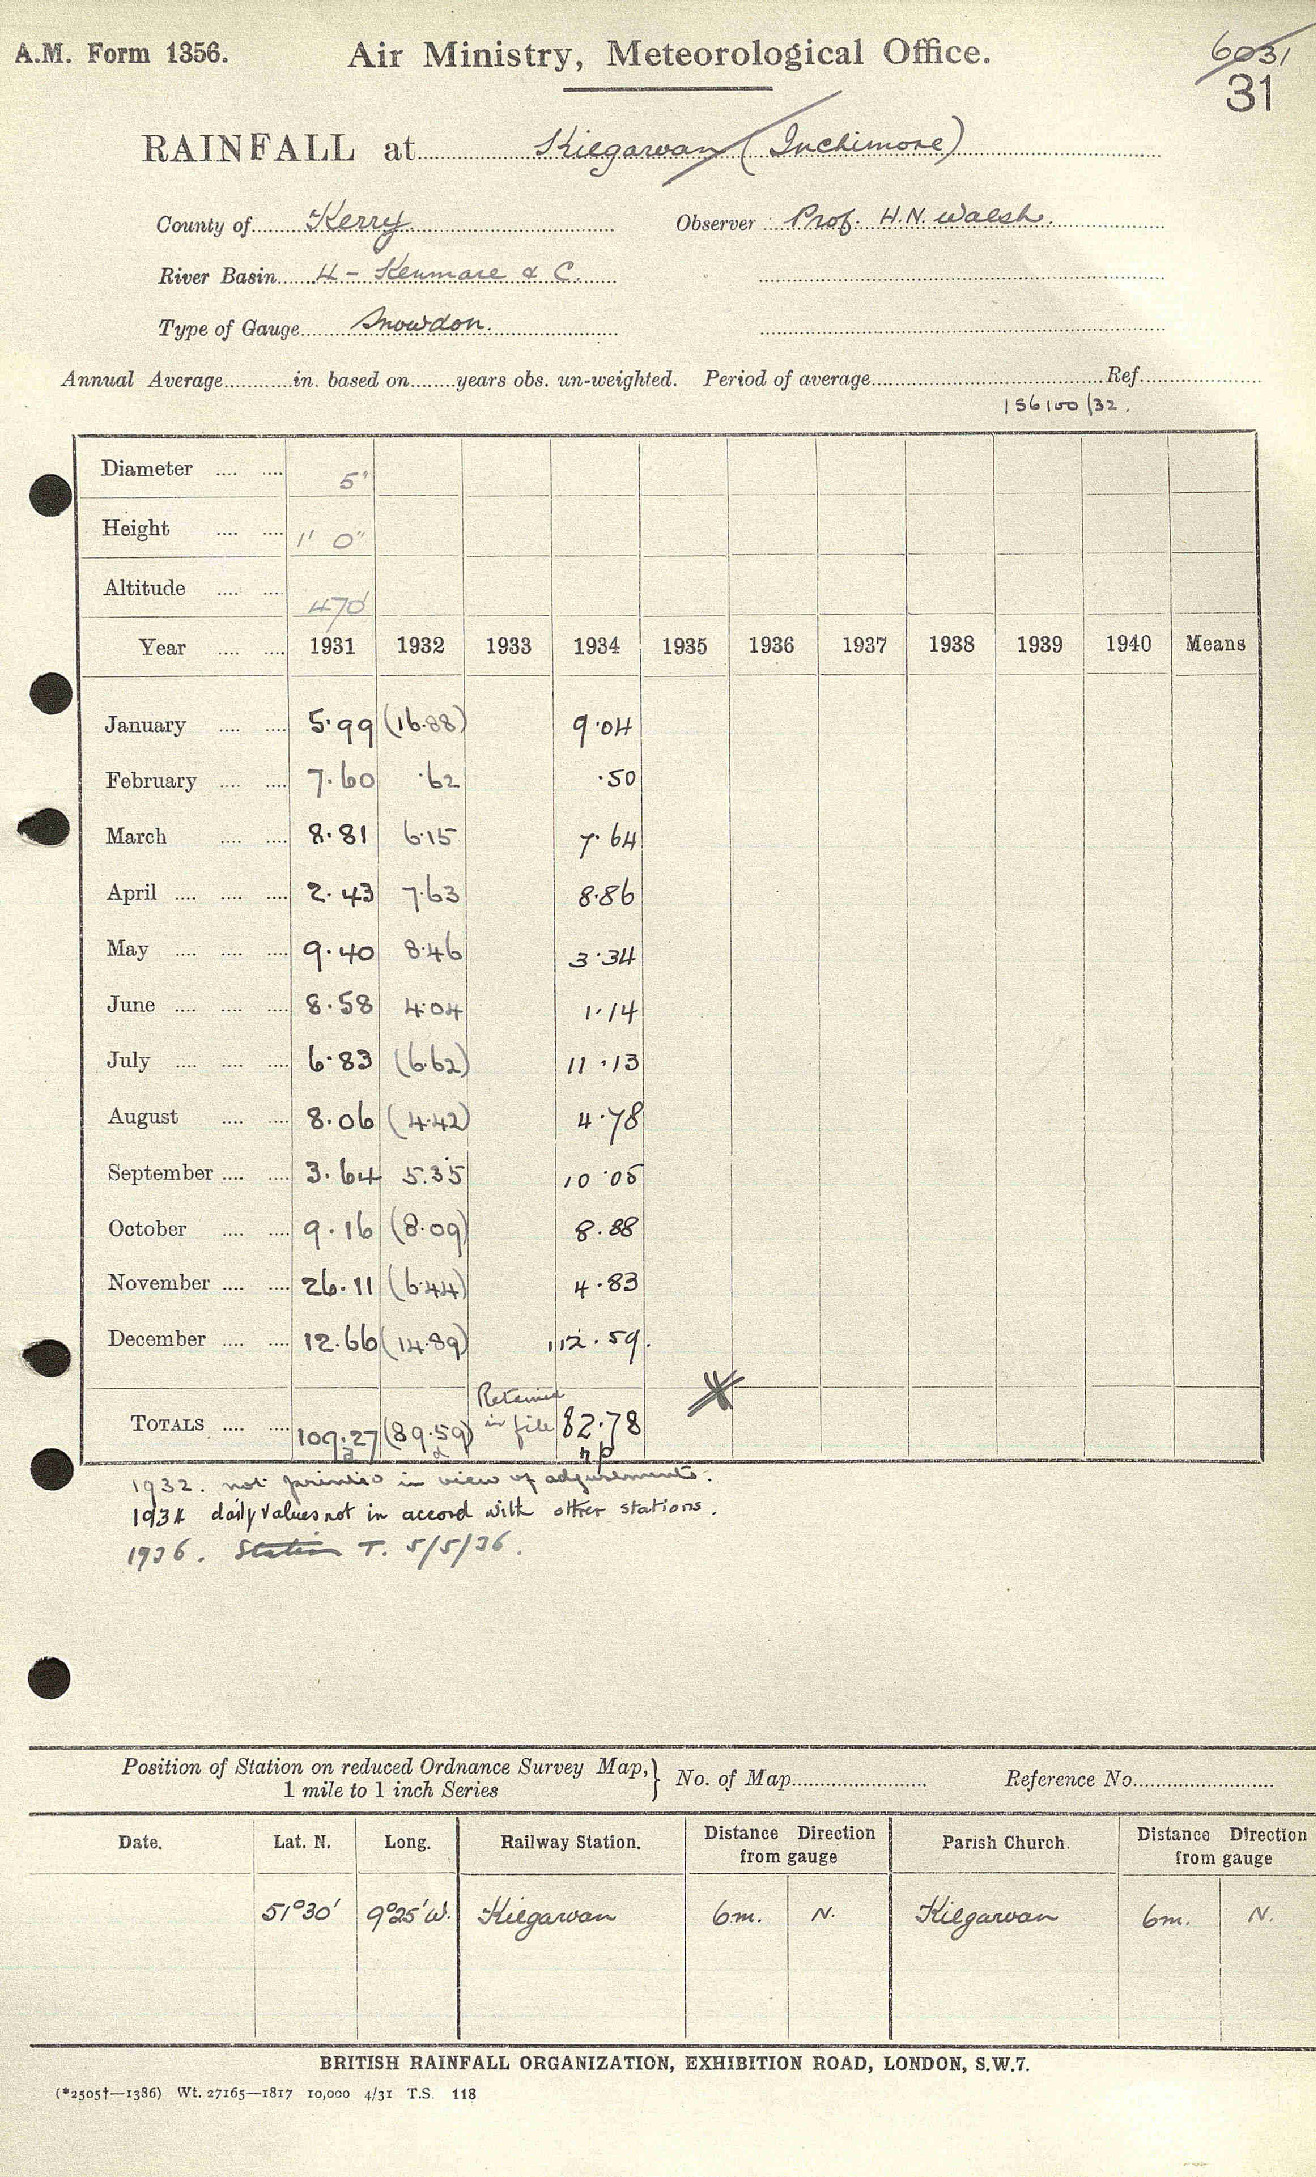 A.M. Form 1356. Air Ministry, Meteorological Office. 6031
31
RAINFALL at Kilgarvan (Inchimore)
County of Kerry Observer Prof. H.N. Walsh.
River Basin 4 - Kenmare & C.
Type of Gauge Snowdon.
Annual Average in. based on years obs. un-weighted. Period of average Ref.
156100/32.
Diameter .... .... 5"
Height .... .... 1' 0"
Altitude .... .... 470'
Year .... .... 1931 1932 1933 1934 1935 1936 1937 1938 1939 1940 Means
January .... .... 5.99 (16.88) 9.04
February .... .... 7.60 .62 .50
March .... .... 8.81 6.15 7.64
April .... .... .... 2.43 7.63 8.86
May .... .... .... 9.40 8.46 3.34
June .... .... .... 8.58 4.04 1.14
July .... .... .... 6.83 (6.62) 11.13
August .... .... 8.06 (4.42) 4.78
September .... .... 3.64 5.35 10.05
October .... .... 9.16 (8.09) 8.88
November .... .... 26.11 (6.44) 4.83
December .... .... 12.66 (14.89) 12.59.
Retained
TOTALS .... .... 109.27 (89.59) in file 82.78
a a np
1932. not printed in view of adjustments.
1934 daily values not in accord with other stations.
1936. Station T. 5/5/36.
Position of Station on reduced Ordnance Survey Map, } No. of Map Reference No.
1 mile to 1 inch Series
Date. Lat. N. Long. Railway Station. Distance Direction from gauge Parish Church. Distance Direction from gauge
51°30' 9°25'W. Kilgarvan 6m. N. Kilgarvan 6m. N.
BRITISH RAINFALL ORGANIZATION, EXHIBITION ROAD, LONDON, S.W.7.
(*2505†—1386) Wt. 27165—1817 10,000 4/31 T.S. 118